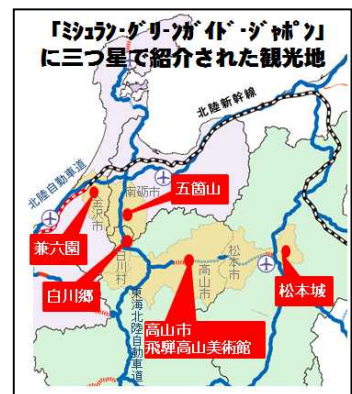 「ﾐｼｭﾗﾝ・ｸﾞﾘｰﾝｶﾞｲﾄﾞ・ｼﾞｬﾎﾟﾝ」
に三つ星で紹介された観光地
北陸新幹線
北陸自動車道
五箇山
南砺市
金沢市
兼六園
白川村
白川郷
松本市
高山市
松本城
東海北陸自動車道
高山市
飛騨高山美術館